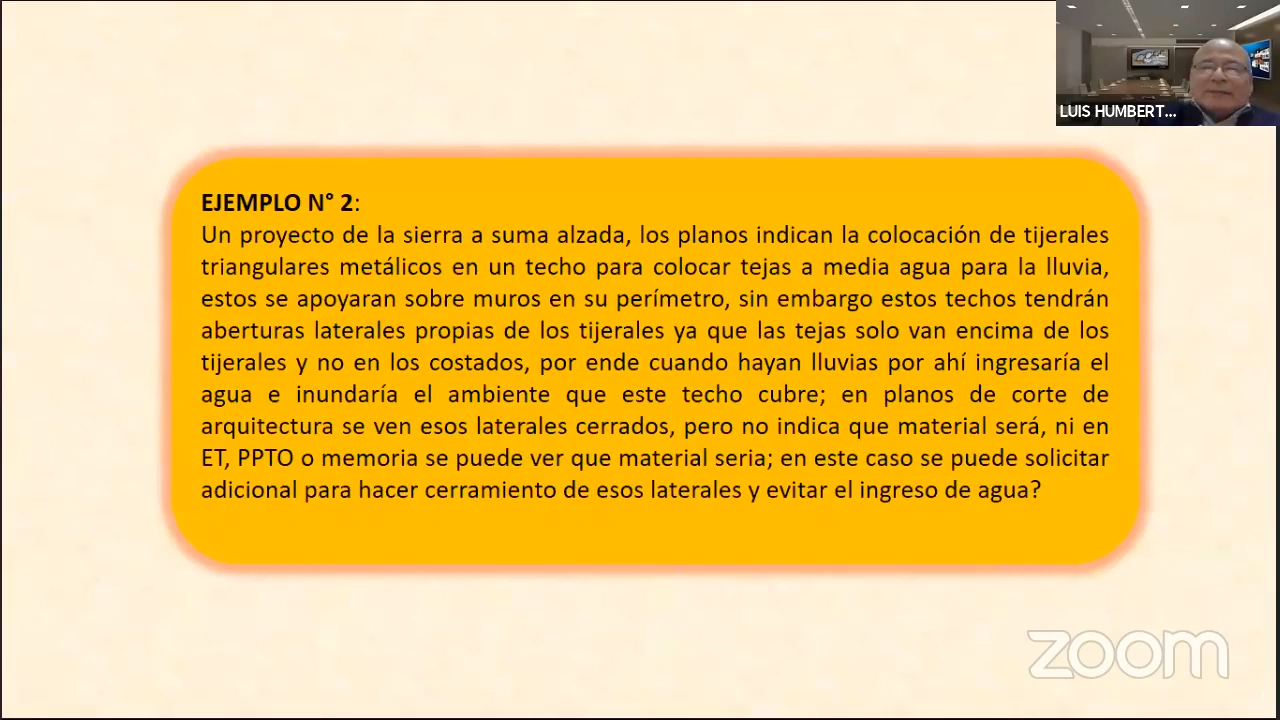 LUIS HUMBERT...
EJEMPLO N° 2:
Un proyecto de la sierra a suma alzada, los planos indican la colocación de tijerales
triangulares metálicos en un techo para colocar tejas a media agua para la lluvia,
estos se apoyaran sobre muros en su perímetro, sin embargo estos techos tendrán
aberturas laterales propias de los tijerales ya que las tejas solo van encima de los
tijerales y no en los costados, por ende cuando hayan lluvias por ahí ingresaría el
agua e inundaría el ambiente que este techo cubre; en planos de corte de
arquitectura se ven esos laterales cerrados, pero no indica que material será, ni en
ET, PPTO o memoria se puede ver que material seria; en este caso se puede solicitar
adicional para hacer cerramiento de esos laterales y evitar el ingreso de agua?
zoom